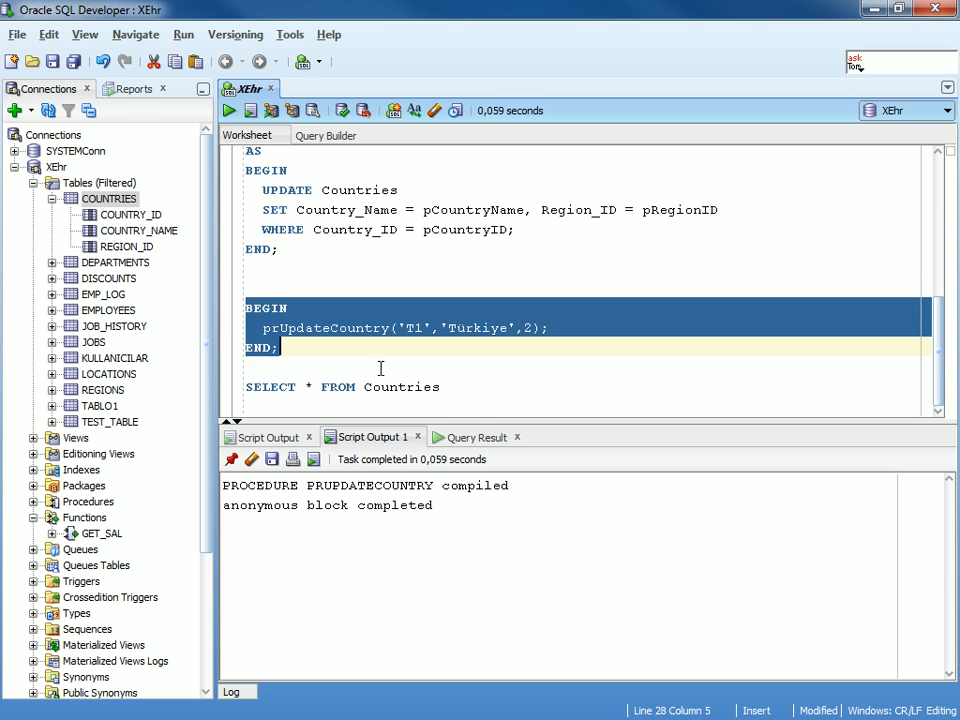 Oracle SQL Developer : XEhr
File Edit View Navigate Run Versioning Tools Help
ask
Tom
Connections
Reports
XEhr
0,059 seconds
XEhr
Connections
SYSTEMConn
XEhr
Tables (Filtered)
COUNTRIES
COUNTRY_ID
COUNTRY_NAME
REGION_ID
DEPARTMENTS
DISCOUNTS
EMP_LOG
EMPLOYEES
JOB_HISTORY
JOBS
KULLANICILAR
LOCATIONS
REGIONS
TABLO1
TEST_TABLE
Views
Editioning Views
Indexes
Packages
Procedures
Functions
GET_SAL
Queues
Queues Tables
Triggers
Crossedition Triggers
Types
Sequences
Materialized Views
Materialized Views Logs
Synonyms
Public Synonyms
Worksheet Query Builder
AS
BEGIN
UPDATE Countries
SET Country_Name = pCountryName, Region_ID = pRegionID
WHERE Country_ID = pCountryID;
END;
BEGIN
prUpdateCountry('T1','Türkiye',2);
END;
SELECT * FROM Countries
Script Output Script Output 1 Query Result
Task completed in 0,059 seconds
PROCEDURE PRUPDATECOUNTRY compiled
anonymous block completed
Log
Line 28 Column 5 Insert Modified Windows: CR/LF Editing